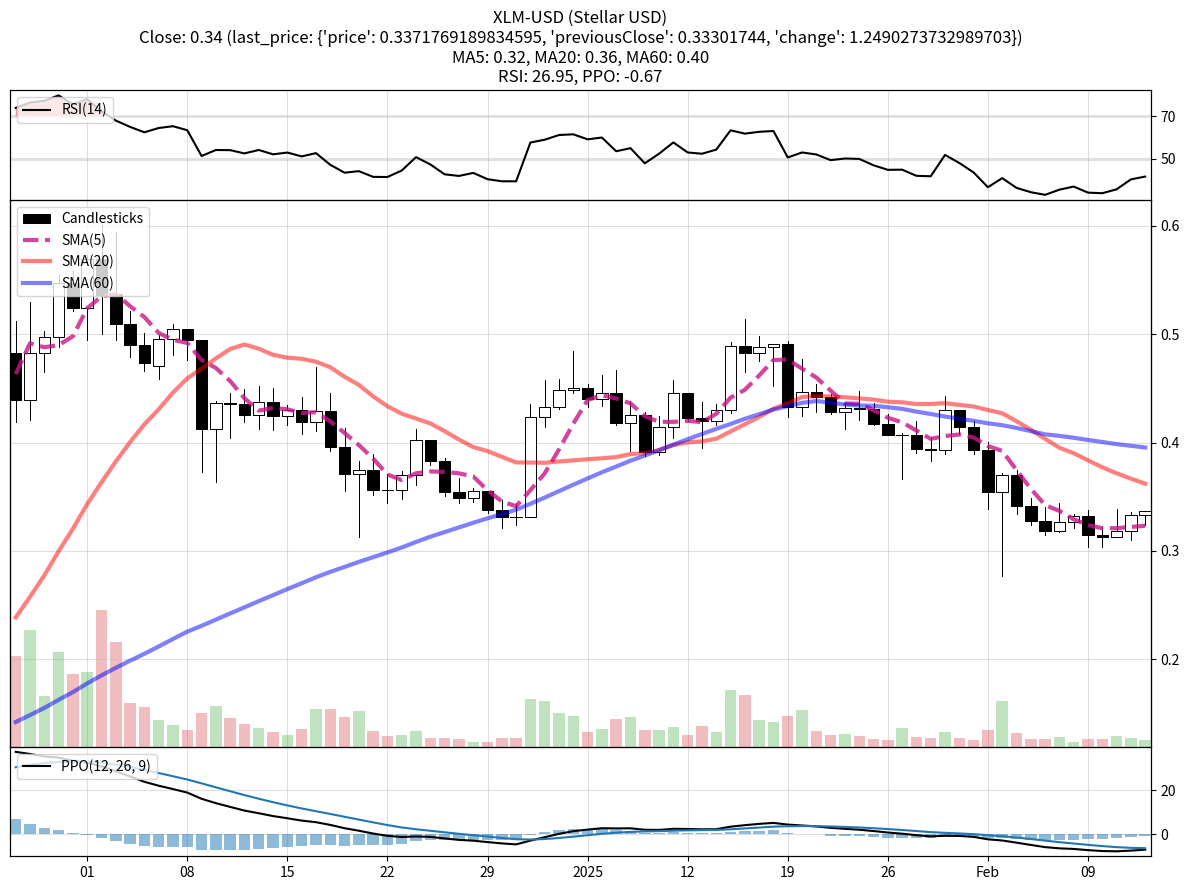 XLM-USD (Stellar USD)
Close: 0.34 (last_price: {'price': 0.3371769189834595, 'previousClose': 0.33301744, 'change': 1.2490273732989703})
MA5: 0.32, MA20: 0.36, MA60: 0.40
RSI: 26.95, PPO: -0.67
RSI(14)
70
50
Candlesticks
SMA(5)
SMA(20)
SMA(60)
0.6
0.5
0.4
0.3
0.2
PPO(12, 26, 9)
20
0
01 08 15 22 29 2025 12 19 26 Feb 09